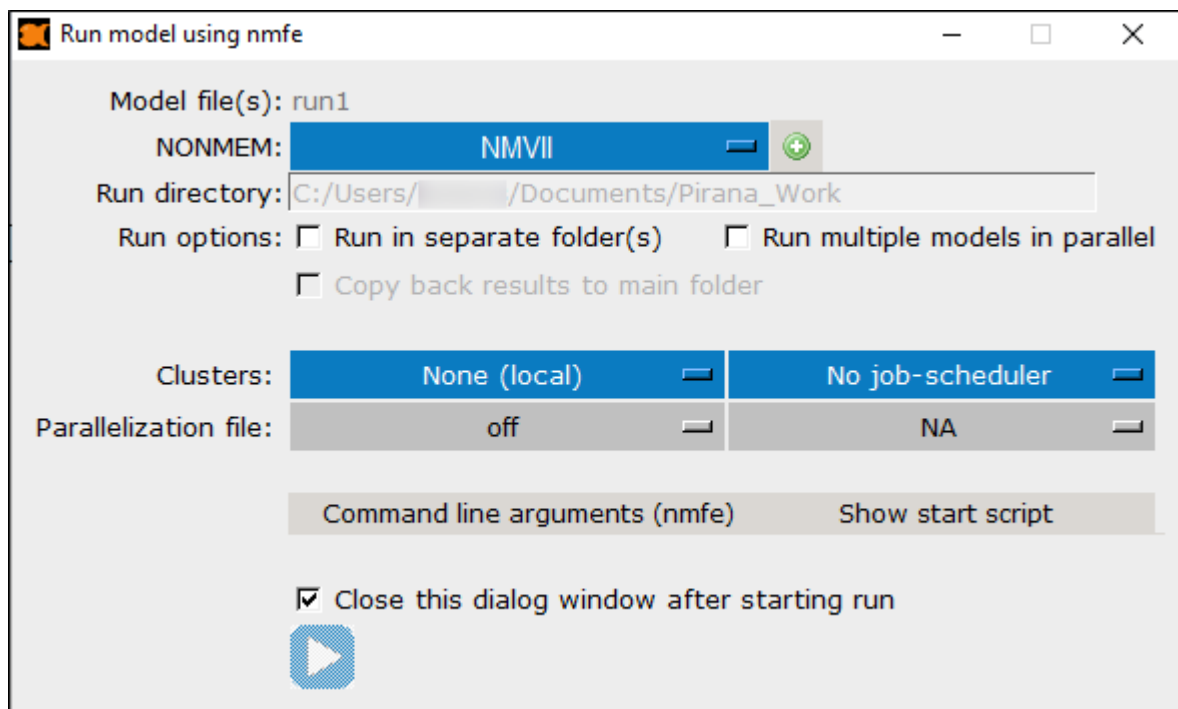 Run model using nmfe
Model file(s): run1
NONMEM: NMVII
Run directory: C:/Users/ /Documents/Pirana_Work
Run options: Run in separate folder(s) Run multiple models in parallel
Copy back results to main folder
Clusters: None (local) No job-scheduler
Parallelization file: off NA
Command line arguments (nmfe) Show start script
Close this dialog window after starting run